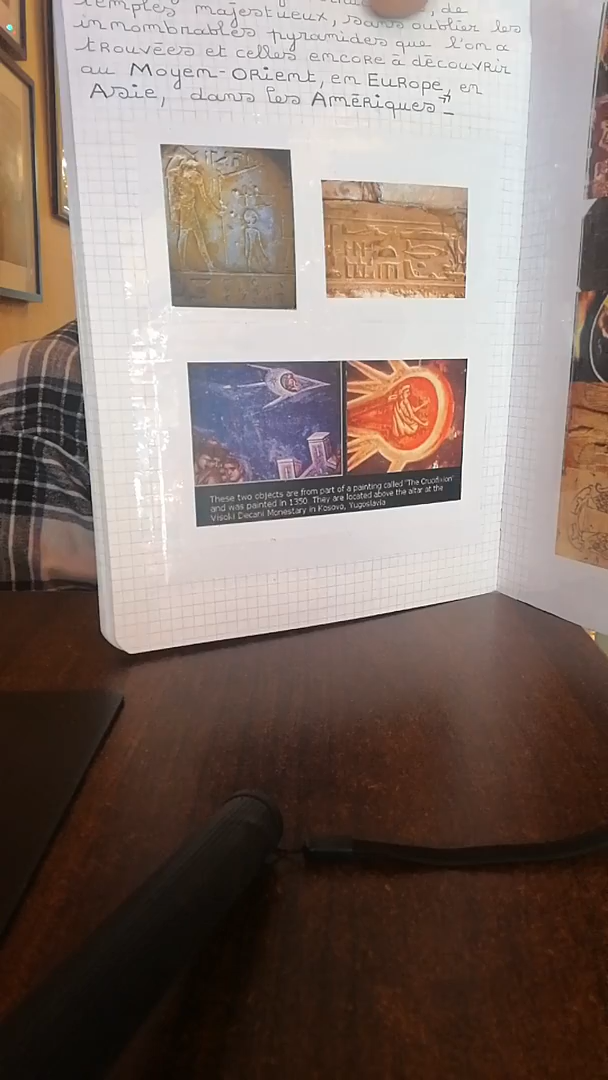 temples majestueux, sans oublier les
innombrables pyramides que l'on a
trouvées et celles encore à découvrir
au Moyen-Orient, en Europe, en
Asie, dans les Amériques"
These two objects are from part of a painting called "The Crucifixion"
and was painted in 1350. They are located above the altar at the
Visoki Decani Monestary in Kosovo, Yugoslavia